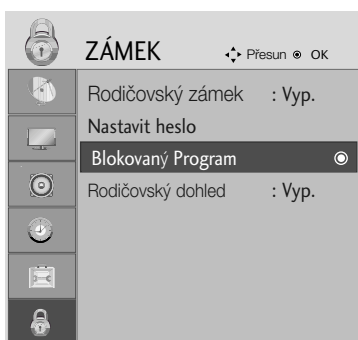 ZÁMEK Přesun OK
Rodičovský zámek : Vyp.
Nastavit heslo
Blokovaný Program
Rodičovský dohled : Vyp.